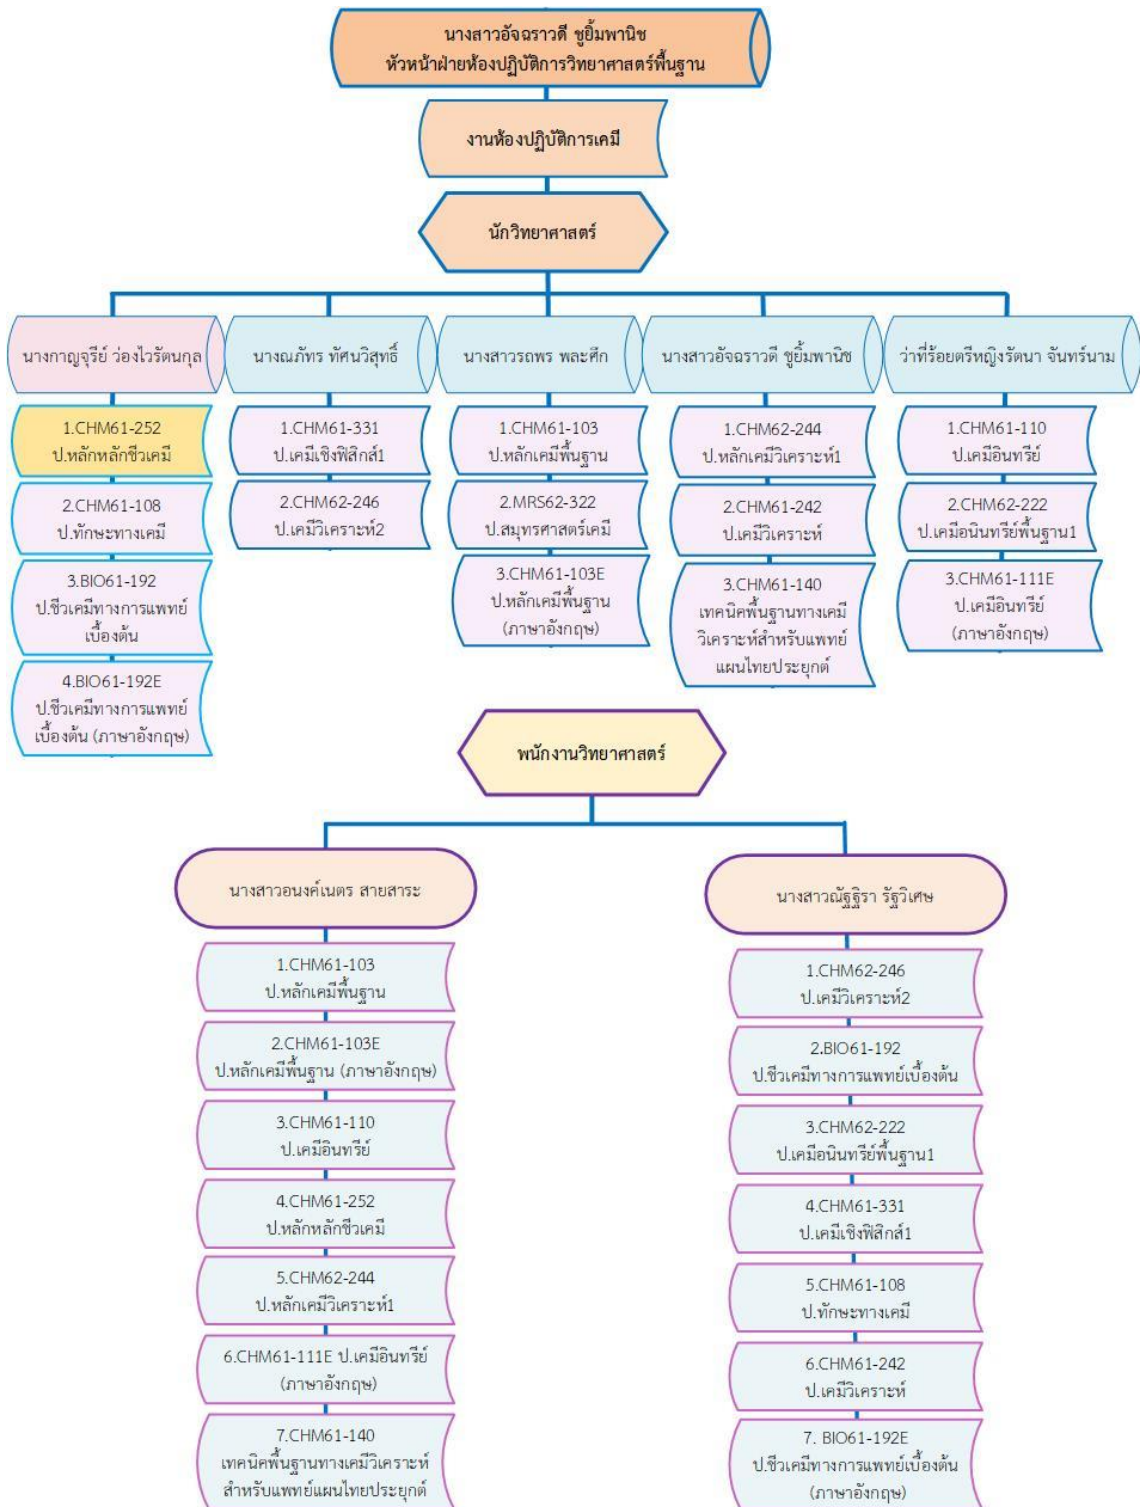 นางสาวอัจฉราวดี ชูยิ้มพานิช
หัวหน้าฝ่ายห้องปฏิบัติการวิทยาศาสตร์พื้นฐาน
งานห้องปฏิบัติการเคมี
นักวิทยาศาสตร์
นางกาญจุรีย์ ว่องไวรัตนกุล
1.CHM61-252
ป.หลักหลักชีวเคมี
2.CHM61-108
ป.ทักษะทางเคมี
3.BIO61-192
ป.ชีวเคมีทางการแพทย์
เบื้องต้น
4.BIO61-192E
ป.ชีวเคมีทางการแพทย์
เบื้องต้น (ภาษาอังกฤษ)
นางณภัทร ทัศนวิสุทธิ์
1.CHM61-331
ป.เคมีเชิงฟิสิกส์1
2.CHM62-246
ป.เคมีวิเคราะห์2
นางสาวรถพร พละศึก
1.CHM61-103
ป.หลักเคมีพื้นฐาน
2.MRS62-322
ป.สมุทรศาสตร์เคมี
3.CHM61-103E
ป.หลักเคมีพื้นฐาน
(ภาษาอังกฤษ)
นางสาวอัจฉราวดี ชูยิ้มพานิช
1.CHM62-244
ป.หลักเคมีวิเคราะห์1
2.CHM61-242
ป.เคมีวิเคราะห์
3.CHM61-140
เทคนิคพื้นฐานทางเคมี
วิเคราะห์สำหรับแพทย์
แผนไทยประยุกต์
ว่าที่ร้อยตรีหญิงรัตนา จันทร์นาม
1.CHM61-110
ป.เคมีอินทรีย์
2.CHM62-222
ป.เคมีอนินทรีย์พื้นฐาน1
3.CHM61-111E
ป.เคมีอินทรีย์
(ภาษาอังกฤษ)
พนักงานวิทยาศาสตร์
นางสาวอนงค์เนตร สายสาระ
1.CHM61-103
ป.หลักเคมีพื้นฐาน
2.CHM61-103E
ป.หลักเคมีพื้นฐาน (ภาษาอังกฤษ)
3.CHM61-110
ป.เคมีอินทรีย์
4.CHM61-252
ป.หลักหลักชีวเคมี
5.CHM62-244
ป.หลักเคมีวิเคราะห์1
6.CHM61-111E ป.เคมีอินทรีย์
(ภาษาอังกฤษ)
7.CHM61-140
เทคนิคพื้นฐานทางเคมีวิเคราะห์
สำหรับแพทย์แผนไทยประยุกต์
นางสาวณัฐฐิรา รัฐวิเศษ
1.CHM62-246
ป.เคมีวิเคราะห์2
2.BIO61-192
ป.ชีวเคมีทางการแพทย์เบื้องต้น
3.CHM62-222
ป.เคมีอนินทรีย์พื้นฐาน1
4.CHM61-331
ป.เคมีเชิงฟิสิกส์1
5.CHM61-108
ป.ทักษะทางเคมี
6.CHM61-242
ป.เคมีวิเคราะห์
7. BIO61-192E
ป.ชีวเคมีทางการแพทย์เบื้องต้น
(ภาษาอังกฤษ)